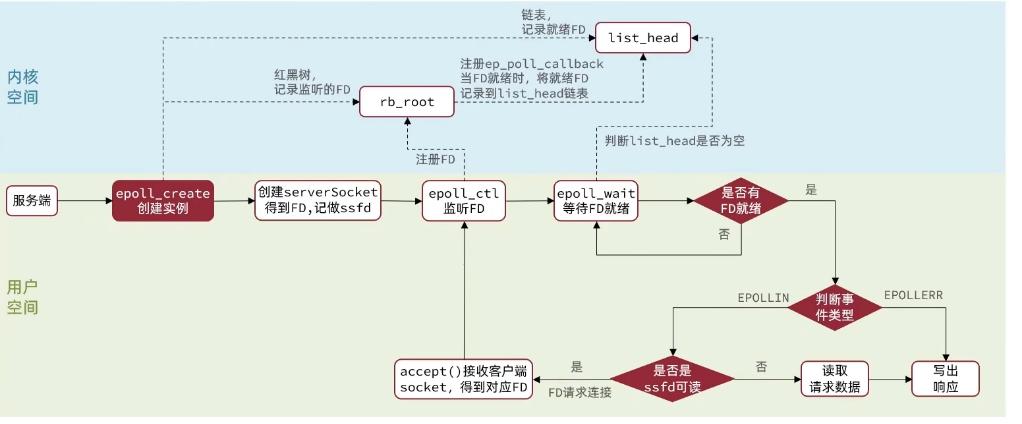 链表，
记录就绪FD
list_head
内核
空间
红黑树，
记录监听的FD
rb_root
注册ep_poll_callback
当FD就绪时，将就绪FD
记录到list_head链表
注册FD
判断list_head是否为空
服务端
epoll_create
创建实例
创建serverSocket
得到FD,记做ssfd
epoll_ctl
监听FD
epoll_wait
等待FD就绪
是否有
FD就绪
是
否
用户
空间
EPOLLIN
判断事
件类型
EPOLLERR
accept()接收客户端
socket，得到对应FD
是
FD请求连接
是否是
ssfd可读
否
读取
请求数据
写出
响应